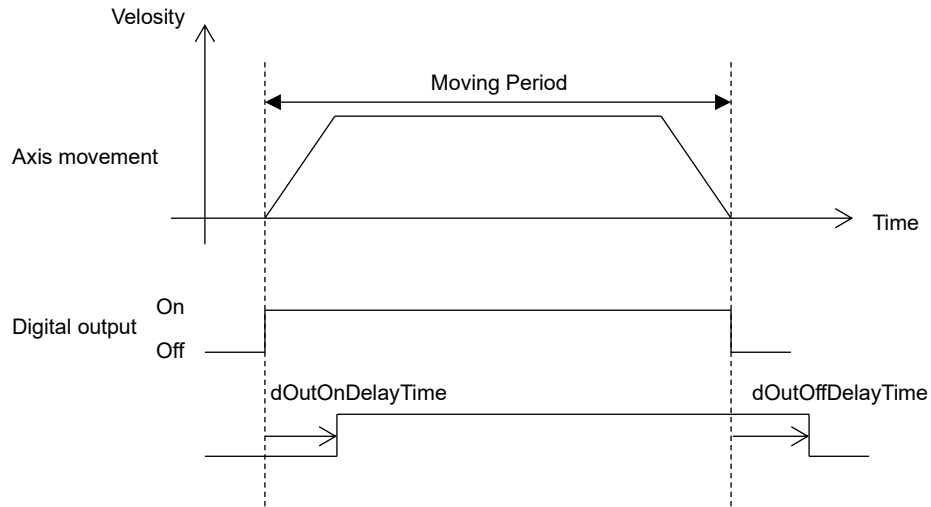 Velosity
Moving Period
Axis movement
Time
On
Digital output
Off
dOutOnDelayTime
dOutOffDelayTime